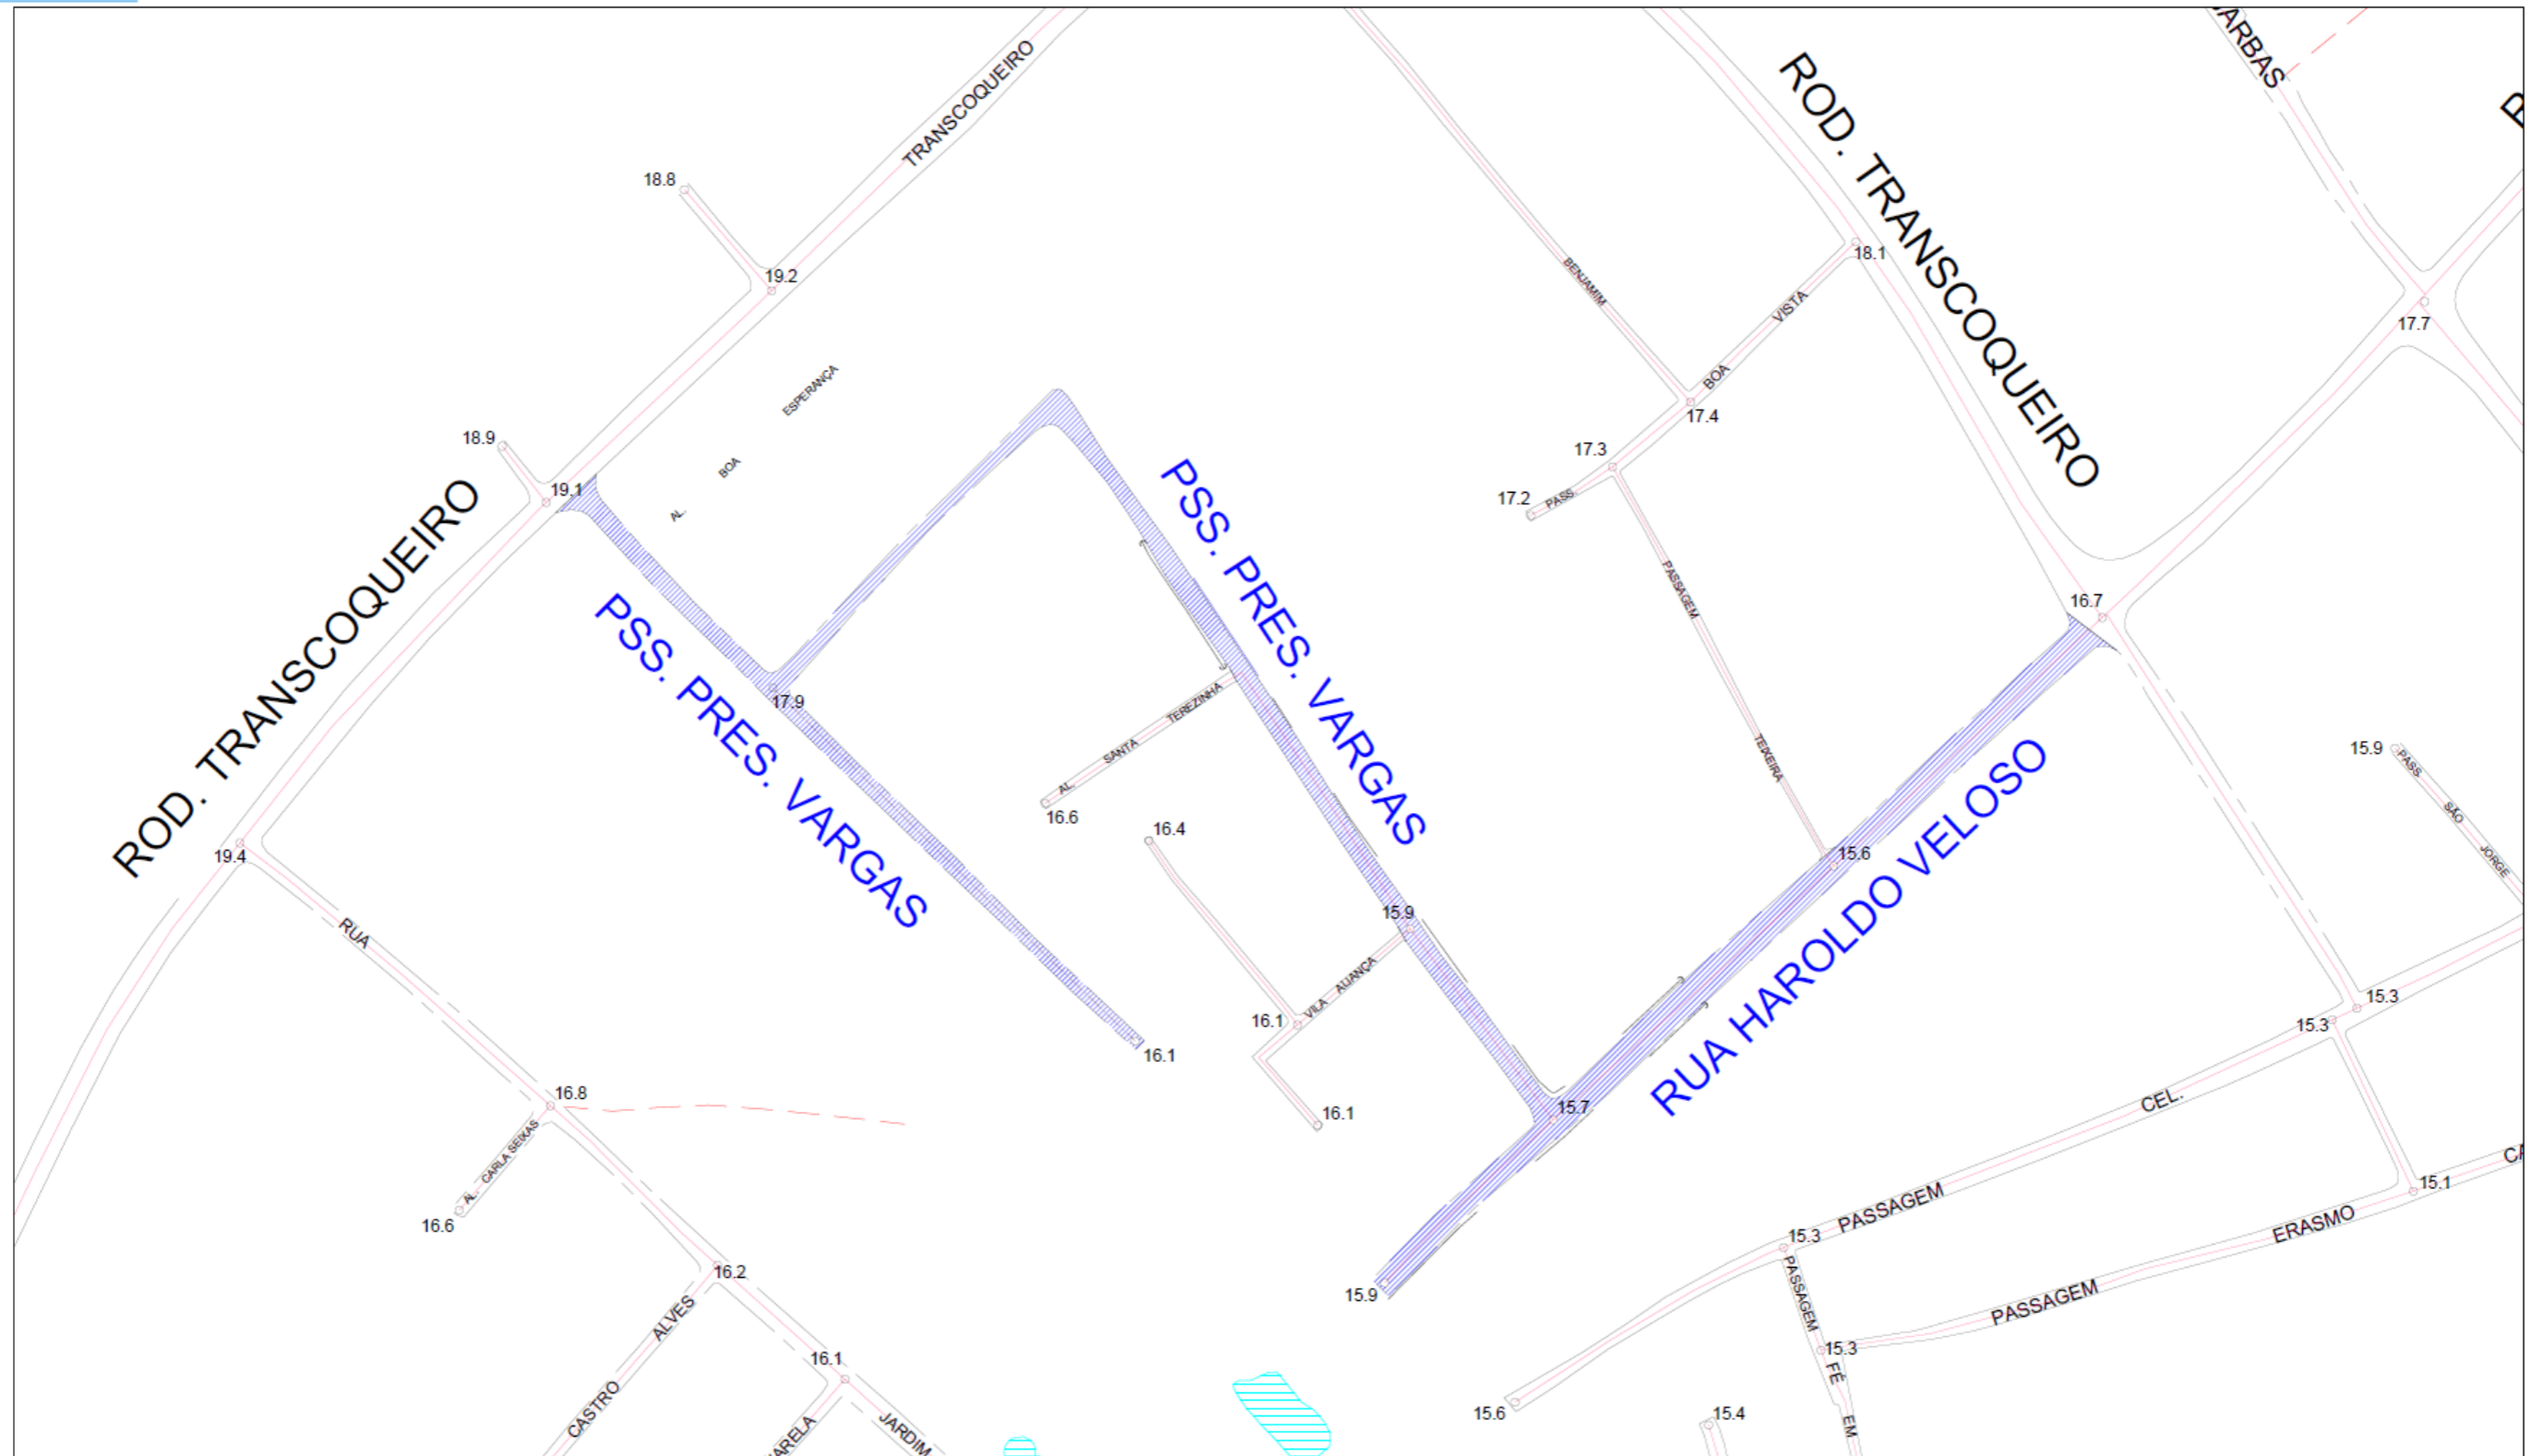 TRANSCOQUEIRO
ROD. TRANSCOQUEIRO
18.8
19.2
18.9
19.1
AL. BOA ESPERANÇA
ROD. TRANSCOQUEIRO
PSS. PRES. VARGAS
17.9
PSS. PRES. VARGAS
BENJAMIM
18.1
PASS. BOA VISTA
17.4
17.3
17.2
17.7
16.7
PASSAGEM TEIXEIRA
AL. SANTA TEREZINHA
16.6
16.4
15.6
15.9
RUA HAROLDO VELOSO
15.9
PASS. SÃO JORGE
19.4
RUA
VILA ALIANÇA
16.1
16.1
16.1
15.7
15.3
15.3
16.8
AL. CARLA SEIXAS
16.6
15.9
PASSAGEM CEL.
15.1
PASSAGEM ERASMO
15.3
PASSAGEM FÉ EM
15.3
16.2
CASTRO ALVES
16.1
JARDIM
15.6
15.4